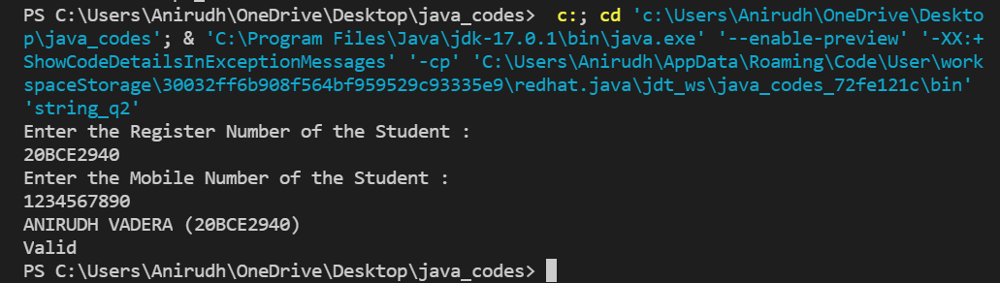 PS C:\Users\Anirudh\OneDrive\Desktop\java_codes>  c:; cd 'c:\Users\Anirudh\OneDrive\Deskto
p\java_codes'; & 'C:\Program Files\Java\jdk-17.0.1\bin\java.exe' '--enable-preview' '-XX:+
ShowCodeDetailsInExceptionMessages' '-cp' 'C:\Users\Anirudh\AppData\Roaming\Code\User\work
spaceStorage\30032ff6b908f564bf959529c93335e9\redhat.java\jdt_ws\java_codes_72fe121c\bin'
'string_q2'
Enter the Register Number of the Student :
20BCE2940
Enter the Mobile Number of the Student :
1234567890
ANIRUDH VADERA (20BCE2940)
Valid
PS C:\Users\Anirudh\OneDrive\Desktop\java_codes>